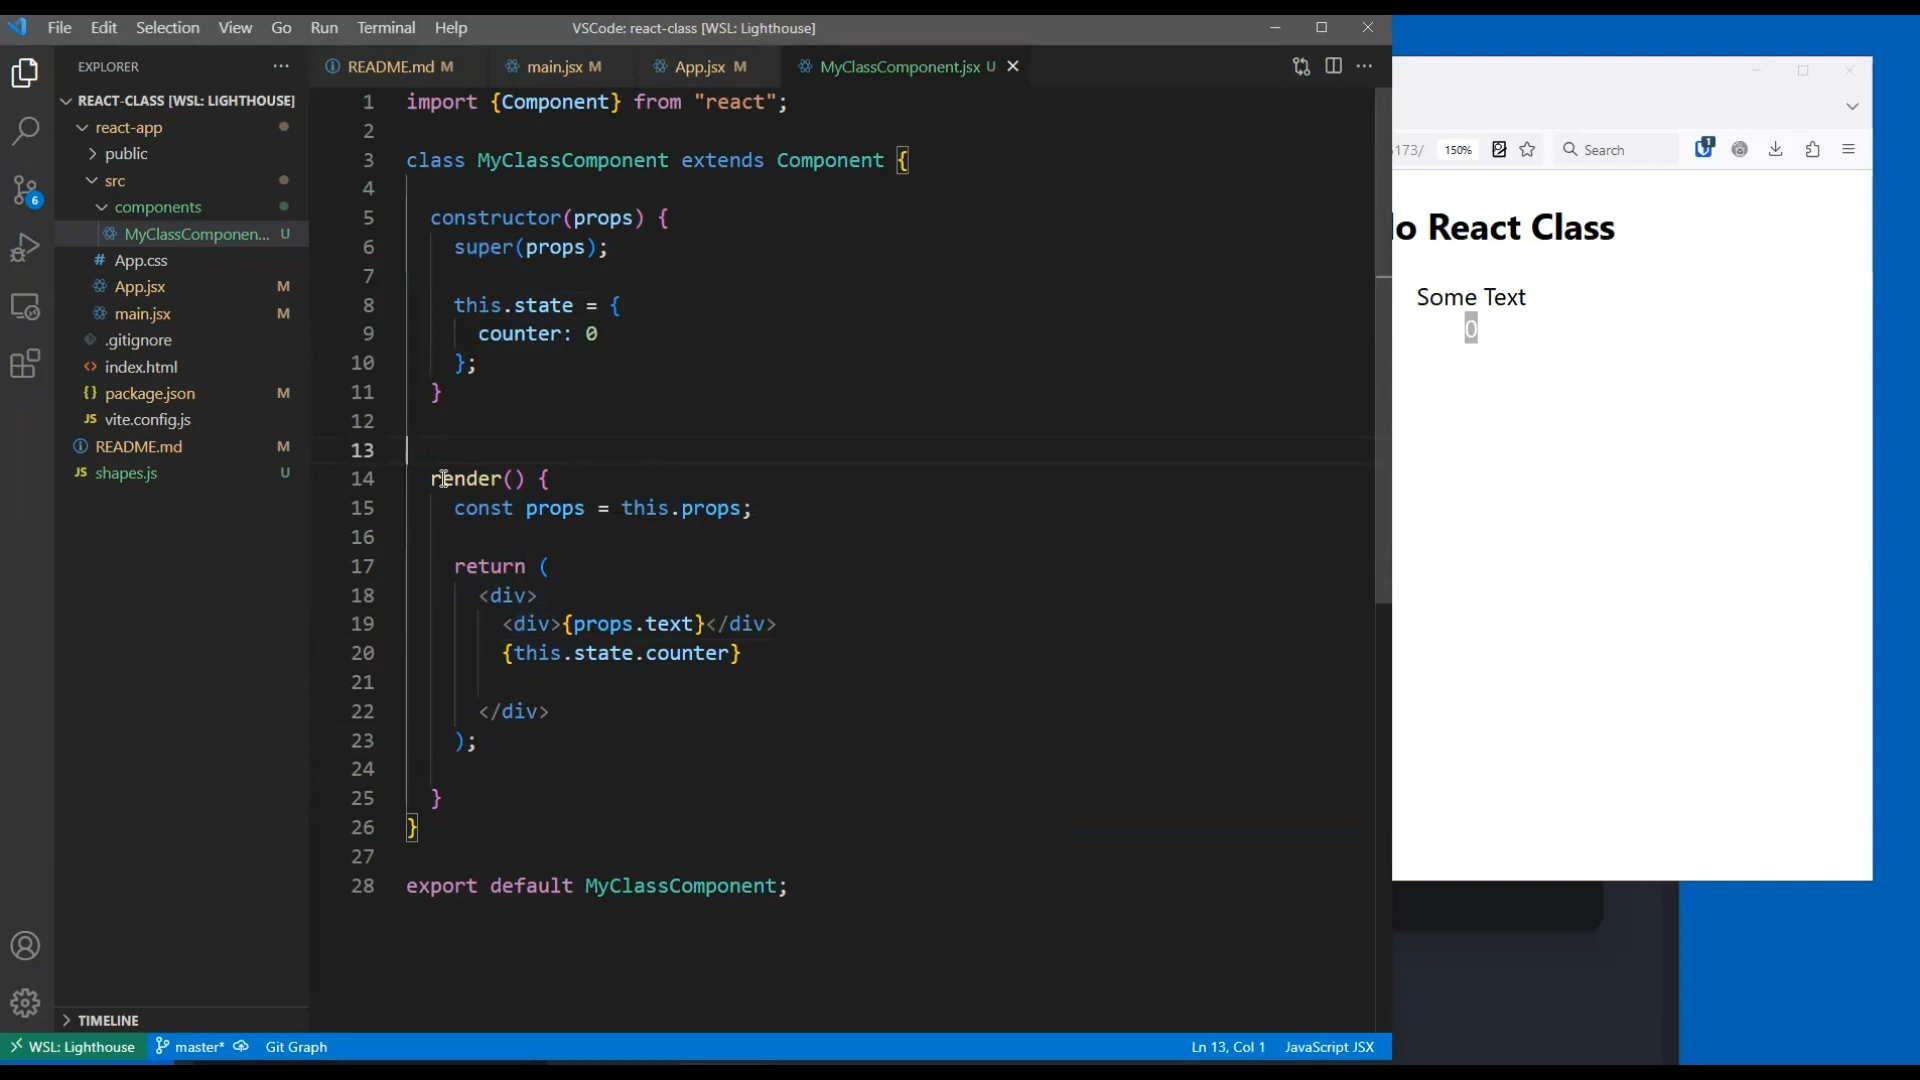 File Edit Selection View Go Run Terminal Help
VSCode: react-class [WSL: Lighthouse]
EXPLORER
REACT-CLASS [WSL: LIGHTHOUSE]
react-app
public
src
components
MyClassComponen... U
App.css
App.jsx M
main.jsx M
.gitignore
index.html
package.json M
vite.config.js
README.md M
shapes.js U
TIMELINE
6
README.md M main.jsx M App.jsx M MyClassComponent.jsx U
1 import {Component} from "react";
2
3 class MyClassComponent extends Component {
4
5 constructor(props) {
6 super(props);
7
8 this.state = {
9 counter: 0
10 };
11 }
12
13
14 render() {
15 const props = this.props;
16
17 return (
18 <div>
19 <div>{props.text}</div>
20 {this.state.counter}
21
22 </div>
23 );
24
25 }
26 }
27
28 export default MyClassComponent;
173/ 150% Search 1
lo React Class
Some Text
0
WSL: Lighthouse master* Git Graph Ln 13, Col 1 JavaScript JSX